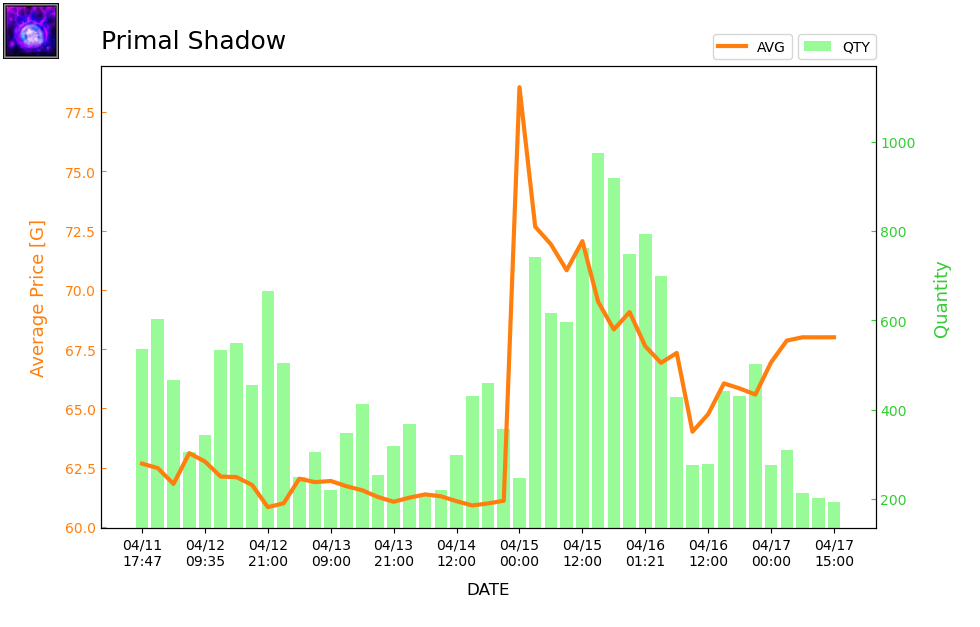 Primal Shadow
AVG
QTY
Average Price [G]
77.5
75.0
72.5
70.0
67.5
65.0
62.5
60.0
1000
800
600
400
200
Quantity
04/11 04/12 04/12 04/13 04/13 04/14 04/15 04/15 04/16 04/16 04/17 04/17
17:47 09:35 21:00 09:00 21:00 12:00 00:00 12:00 01:21 12:00 00:00 15:00
DATE